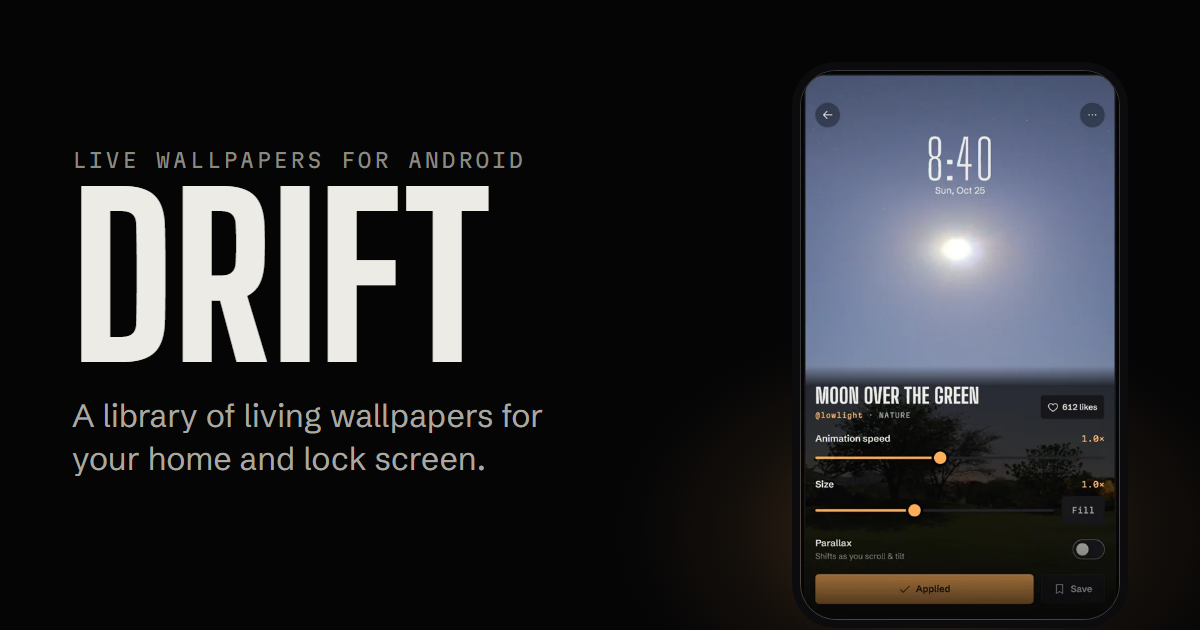 LIVE WALLPAPERS FOR ANDROID
DRIFT
A library of living wallpapers for
your home and lock screen.
8:40
Sun, Oct 25
MOON OVER THE GREEN
@lowlight · NATURE
612 likes
Animation speed
1.0×
Size
1.0×
Fill
Parallax
Shifts as you scroll & tilt
Applied
Save